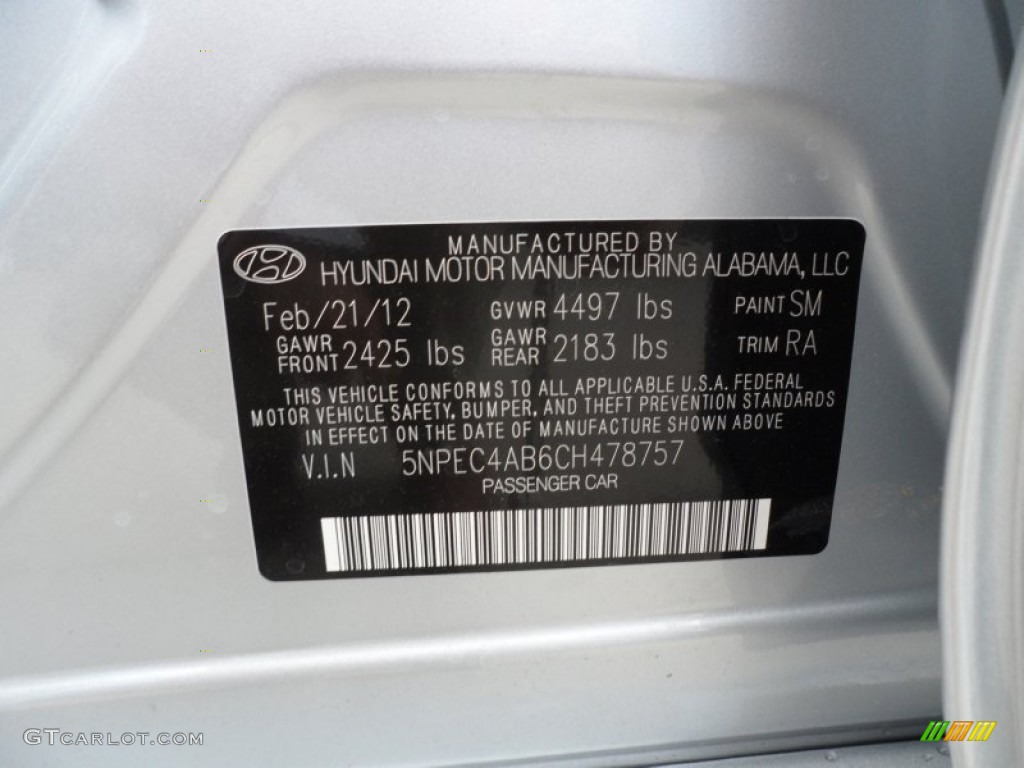 MANUFACTURED BY
HYUNDAI MOTOR MANUFACTURING ALABAMA, LLC
Feb/21/12 GVWR 4497 lbs PAINT SM
GAWR FRONT 2425 lbs GAWR REAR 2183 lbs TRIM RA
THIS VEHICLE CONFORMS TO ALL APPLICABLE U.S.A. FEDERAL
MOTOR VEHICLE SAFETY, BUMPER, AND THEFT PREVENTION STANDARDS
IN EFFECT ON THE DATE OF MANUFACTURE SHOWN ABOVE
V.I.N 5NPEC4AB6CH478757
PASSENGER CAR
GTCARLOT.COM